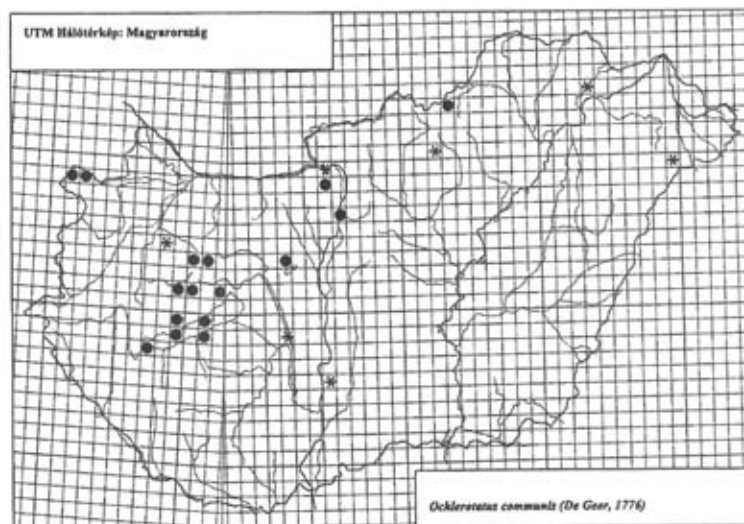 UTM Hálótérkép: Magyarország
Ochlerotatus communis (De Geer, 1776)